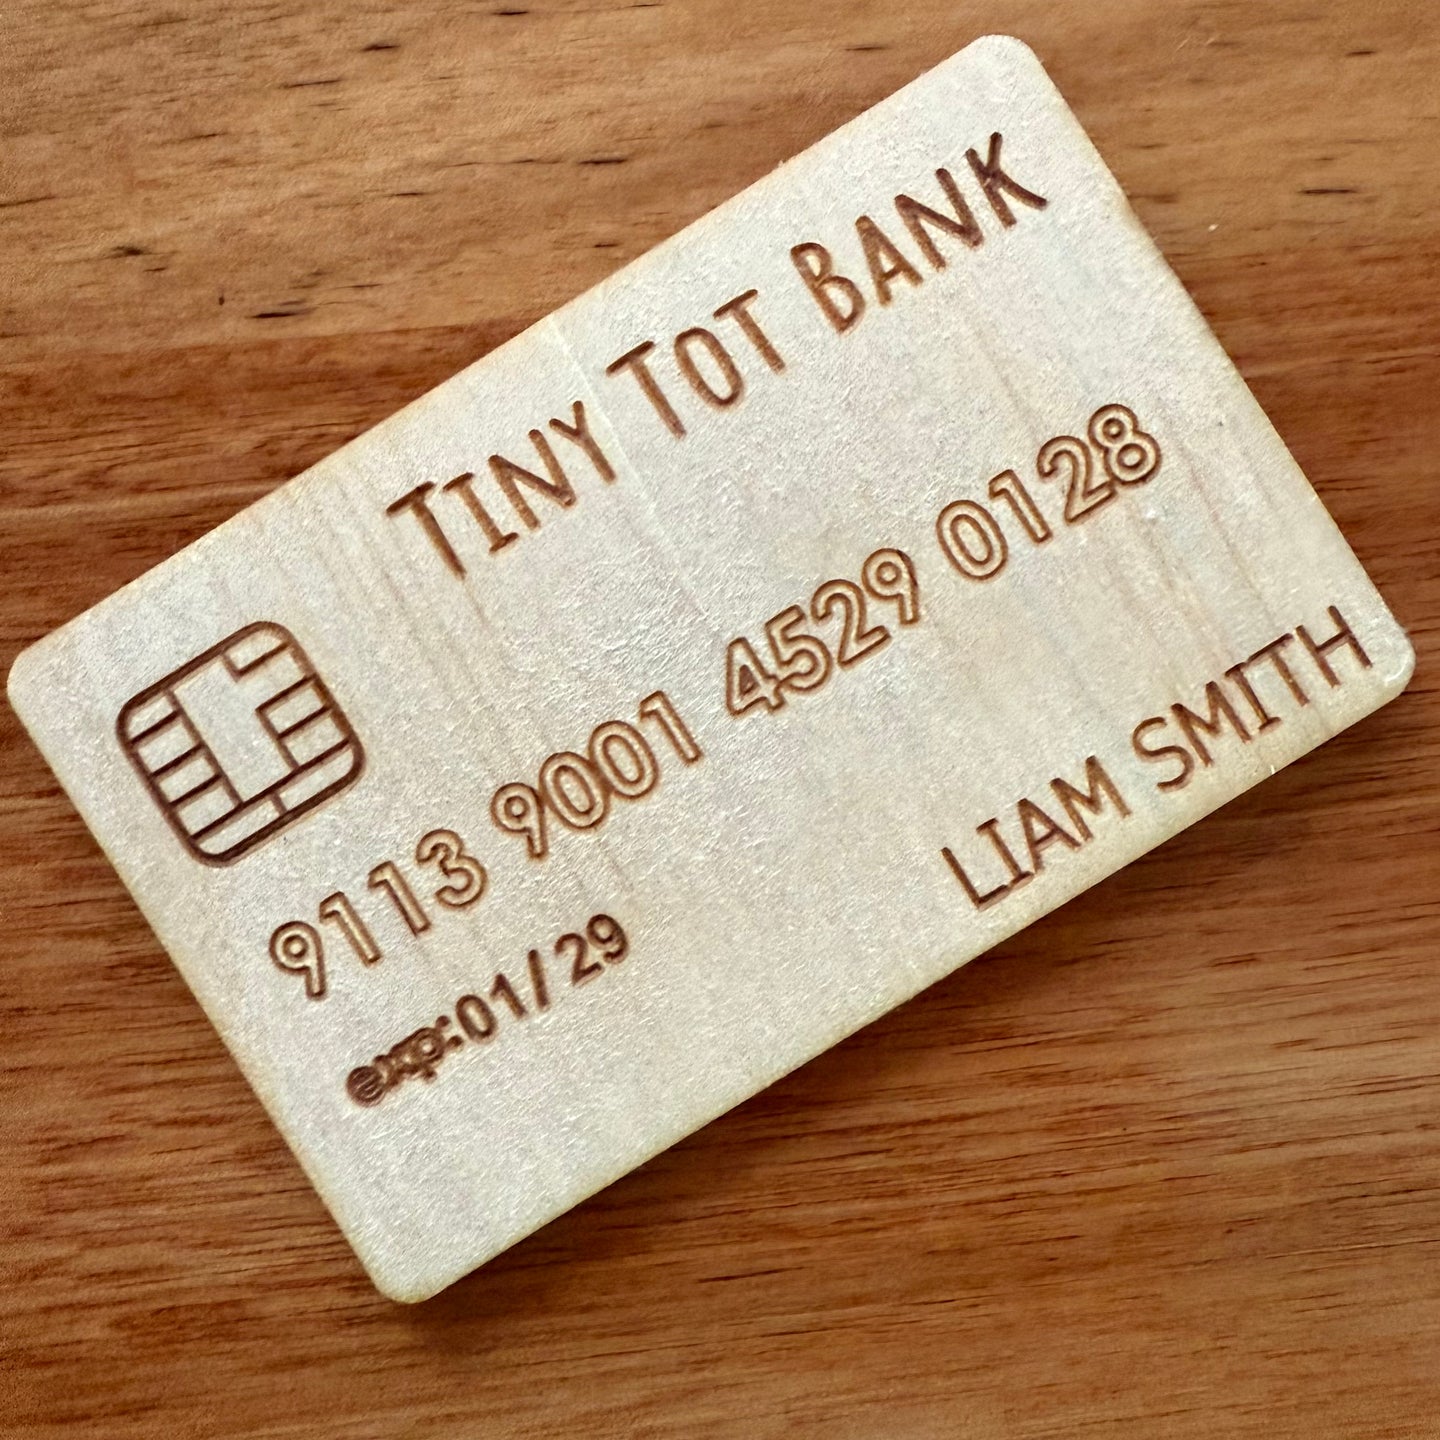 TINY TOT BANK
9113 9001 4529 0128
exp: 01/29
LIAM SMITH